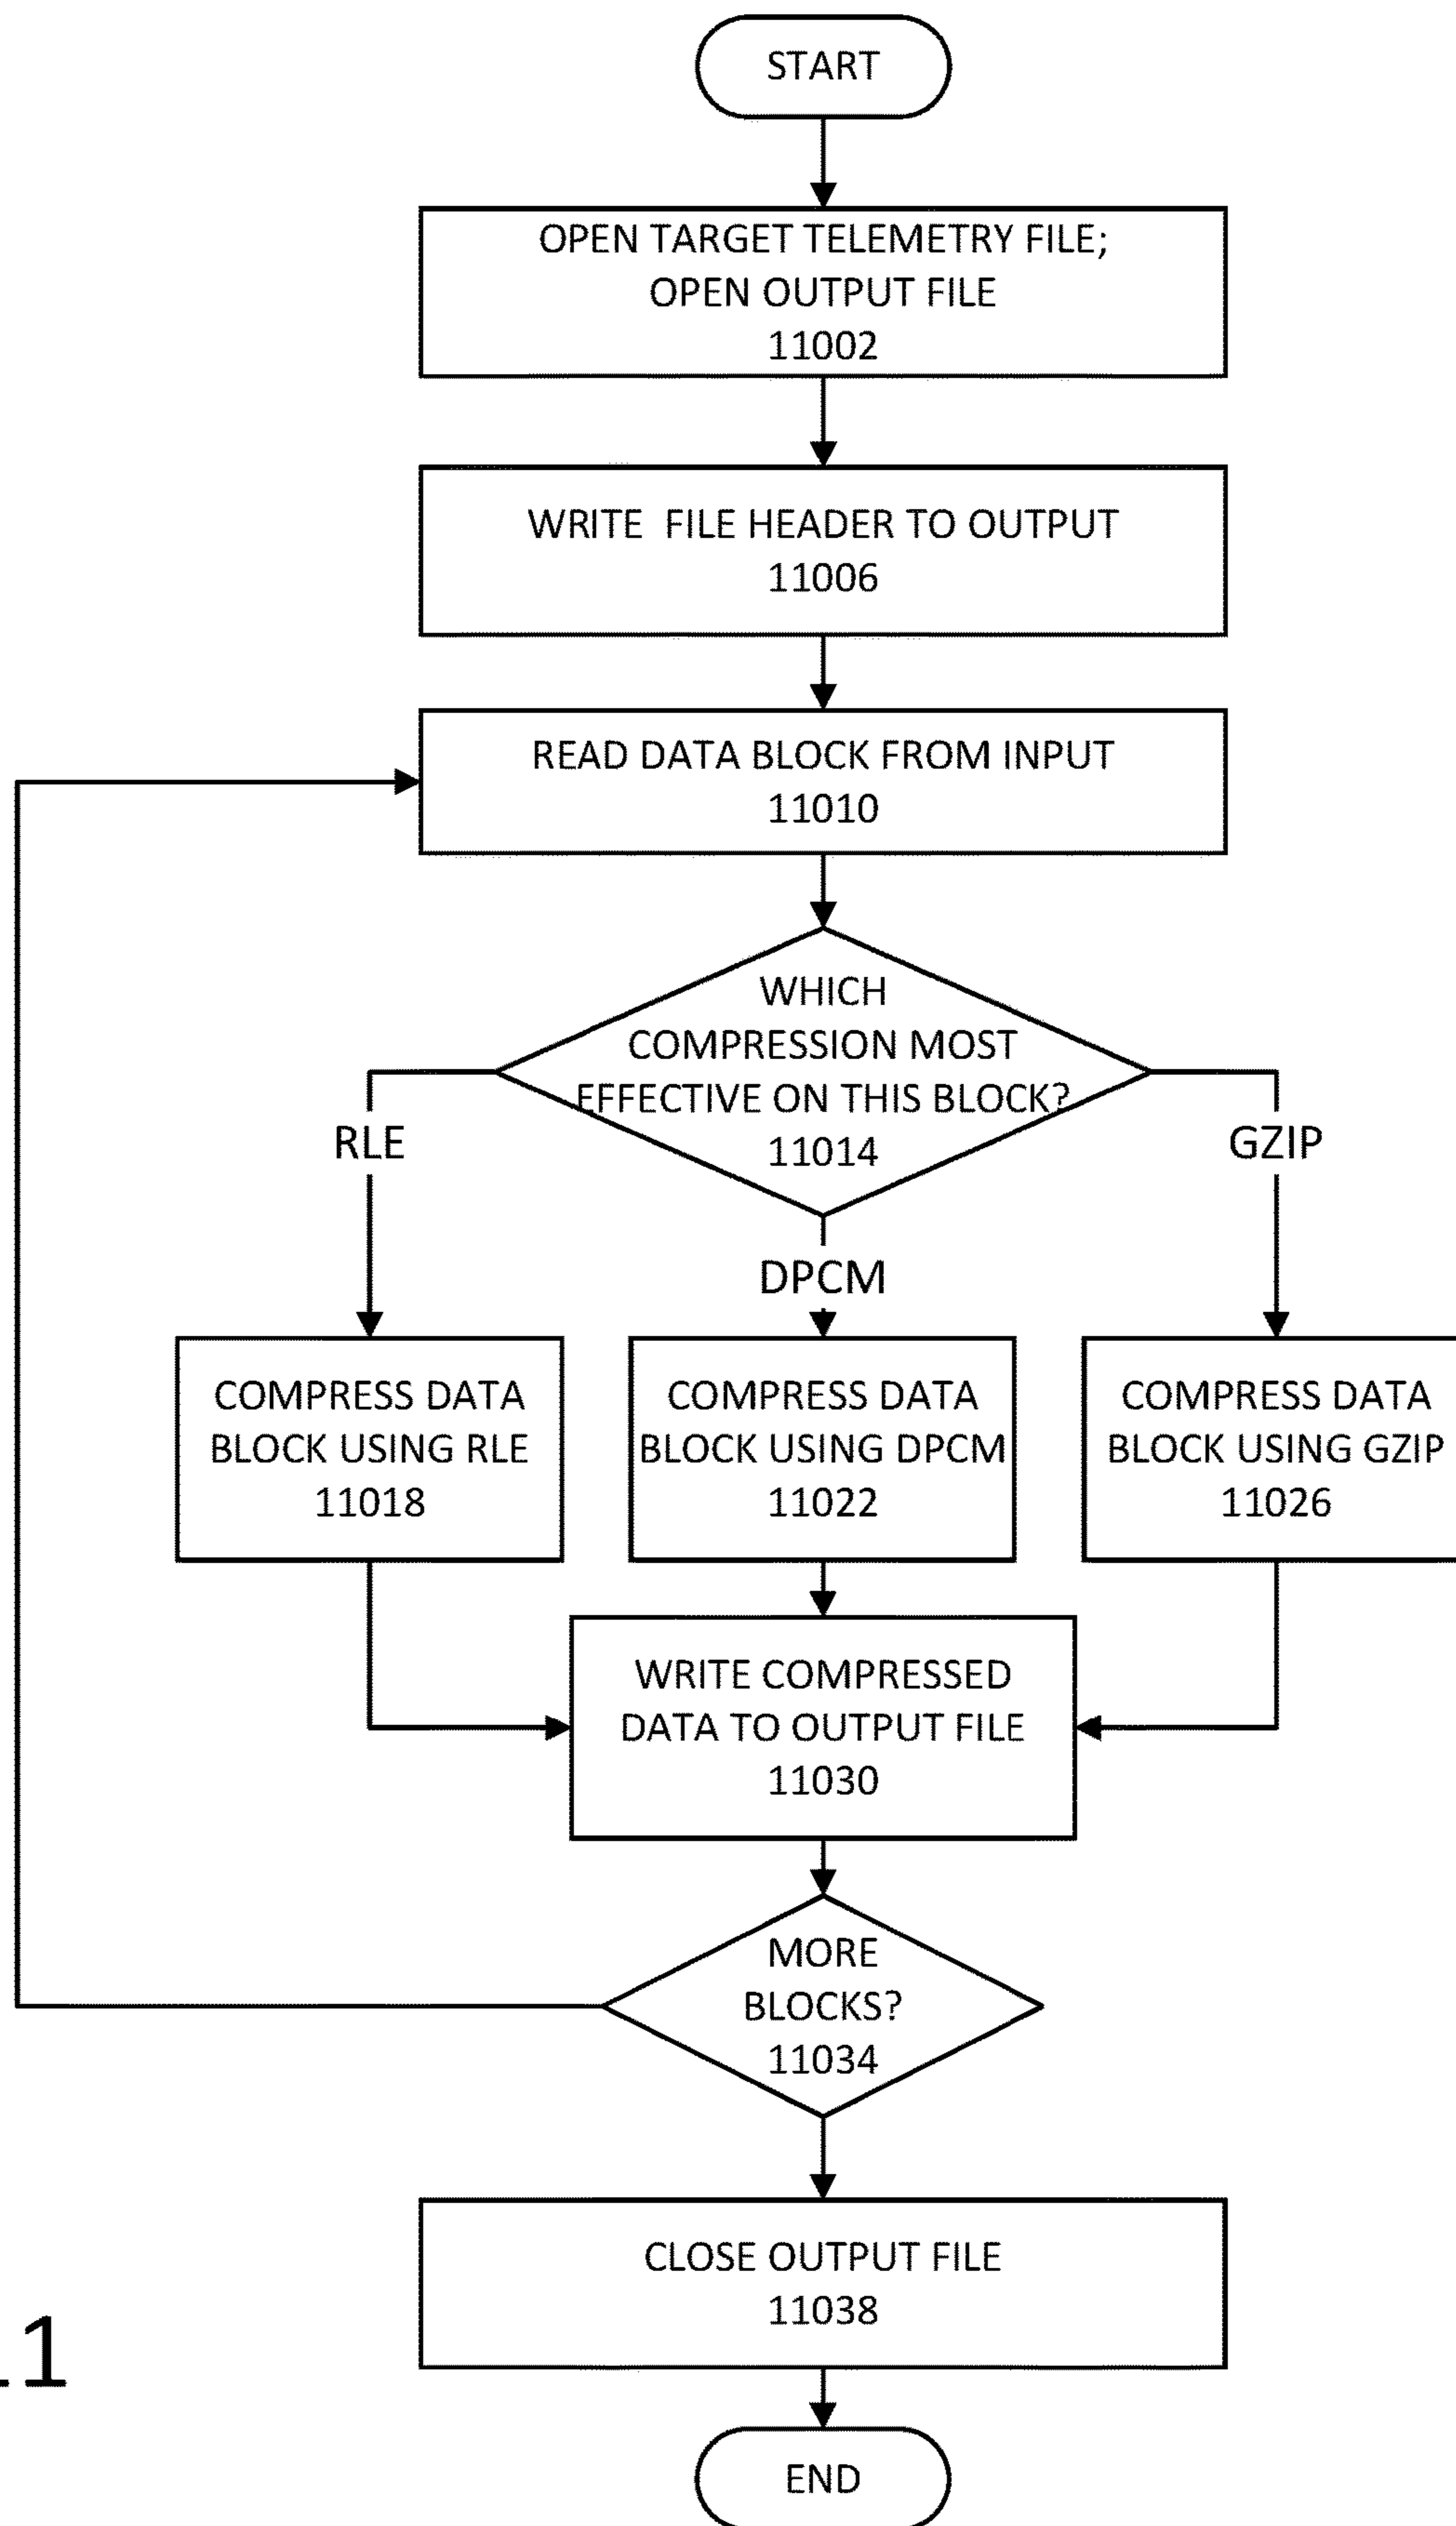 START
OPEN TARGET TELEMETRY FILE;
OPEN OUTPUT FILE
11002
WRITE FILE HEADER TO OUTPUT
11006
READ DATA BLOCK FROM INPUT
11010
WHICH
COMPRESSION MOST
EFFECTIVE ON THIS BLOCK?
11014
RLE
GZIP
DPCM
COMPRESS DATA
BLOCK USING RLE
11018
COMPRESS DATA
BLOCK USING DPCM
11022
COMPRESS DATA
BLOCK USING GZIP
11026
WRITE COMPRESSED
DATA TO OUTPUT FILE
11030
MORE
BLOCKS?
11034
CLOSE OUTPUT FILE
11038
END